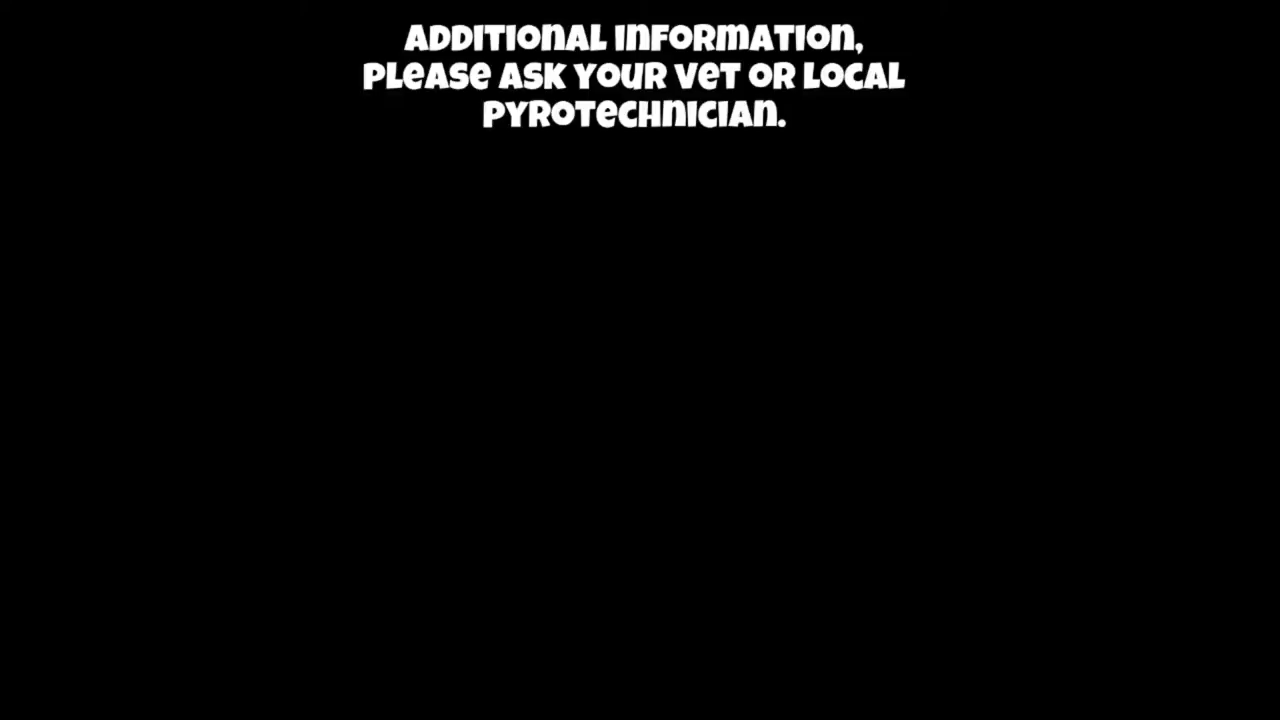 ADDITIONAL INFORMATION,
PLEASE ASK YOUR VET OR LOCAL
PYROTECHNICIAN.